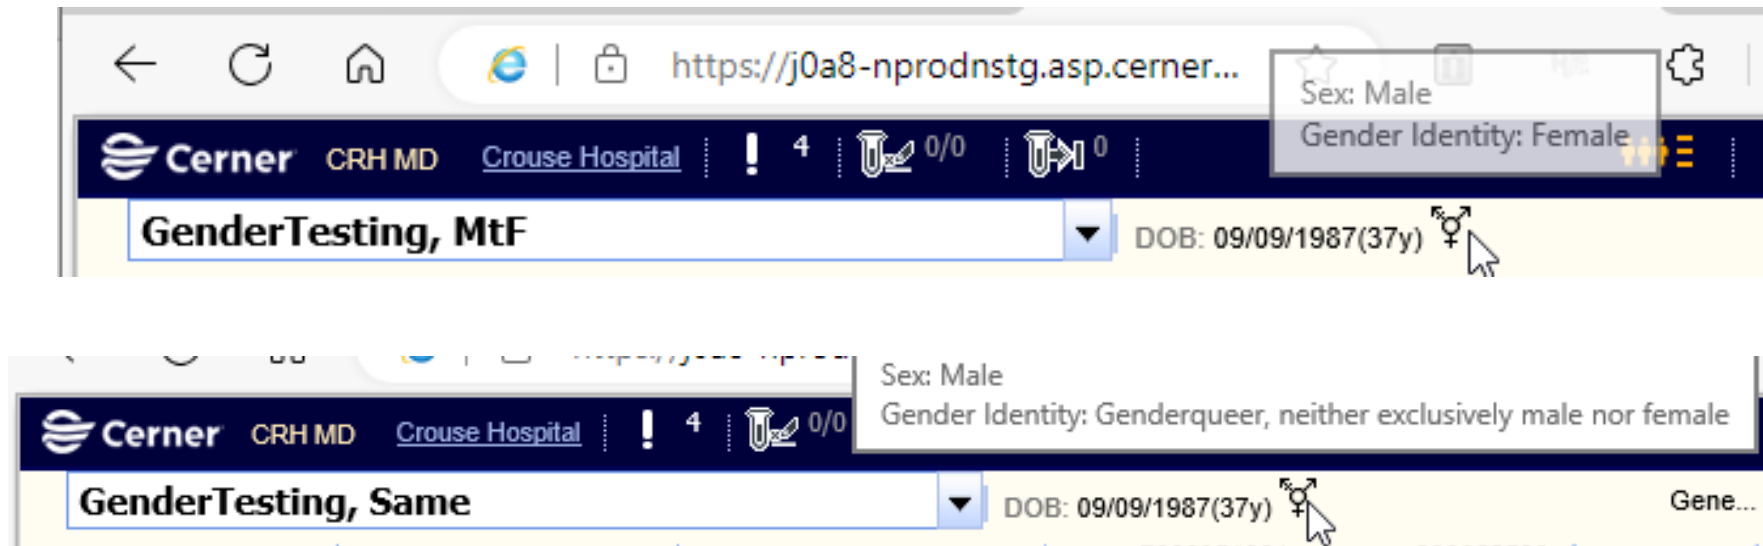 https://j0a8-nprodnstg.asp.cerner...
Sex: Male
Gender Identity: Female
Cerner CRH MD Crouse Hospital 4 0/0 0
GenderTesting, MtF DOB: 09/09/1987(37y)
Sex: Male
Gender Identity: Genderqueer, neither exclusively male nor female
Cerner CRH MD Crouse Hospital 4 0/0
GenderTesting, Same DOB: 09/09/1987(37y) Gene...